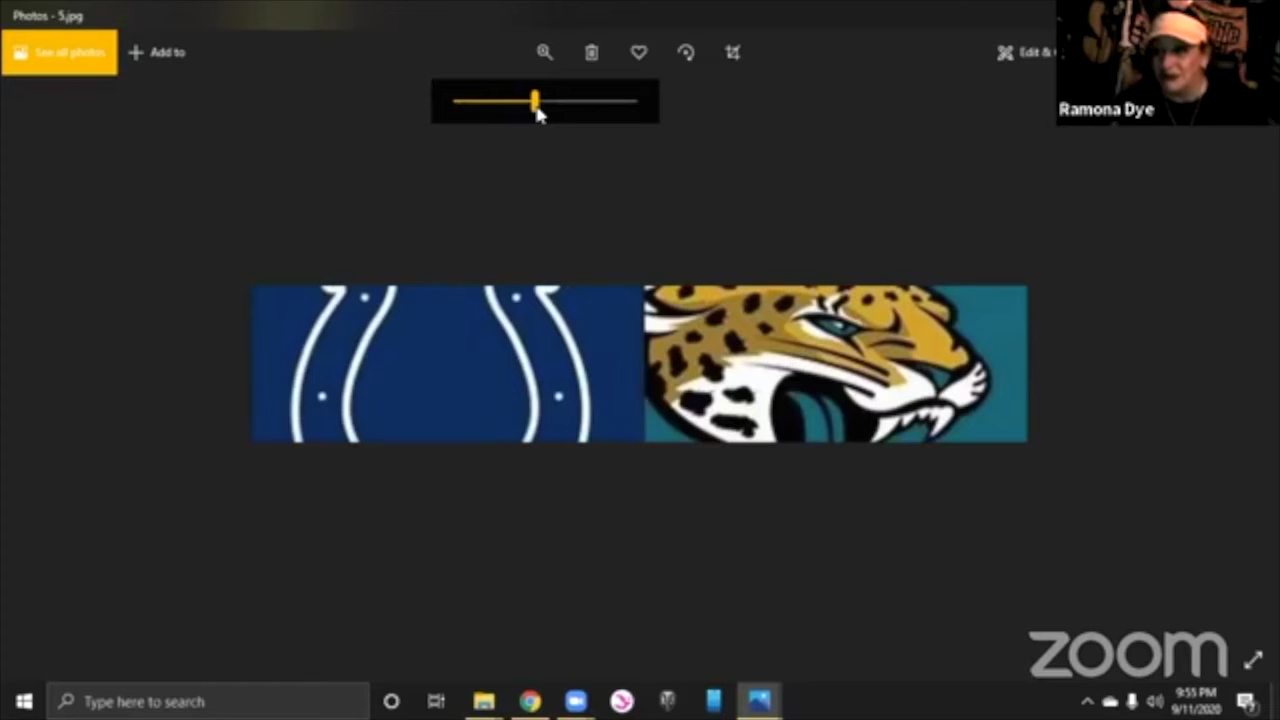 Photos - 5.jpg
See all photos
Add to
Edit &
Ramona Dye
zoom
Type here to search
9:55 PM
9/11/2020